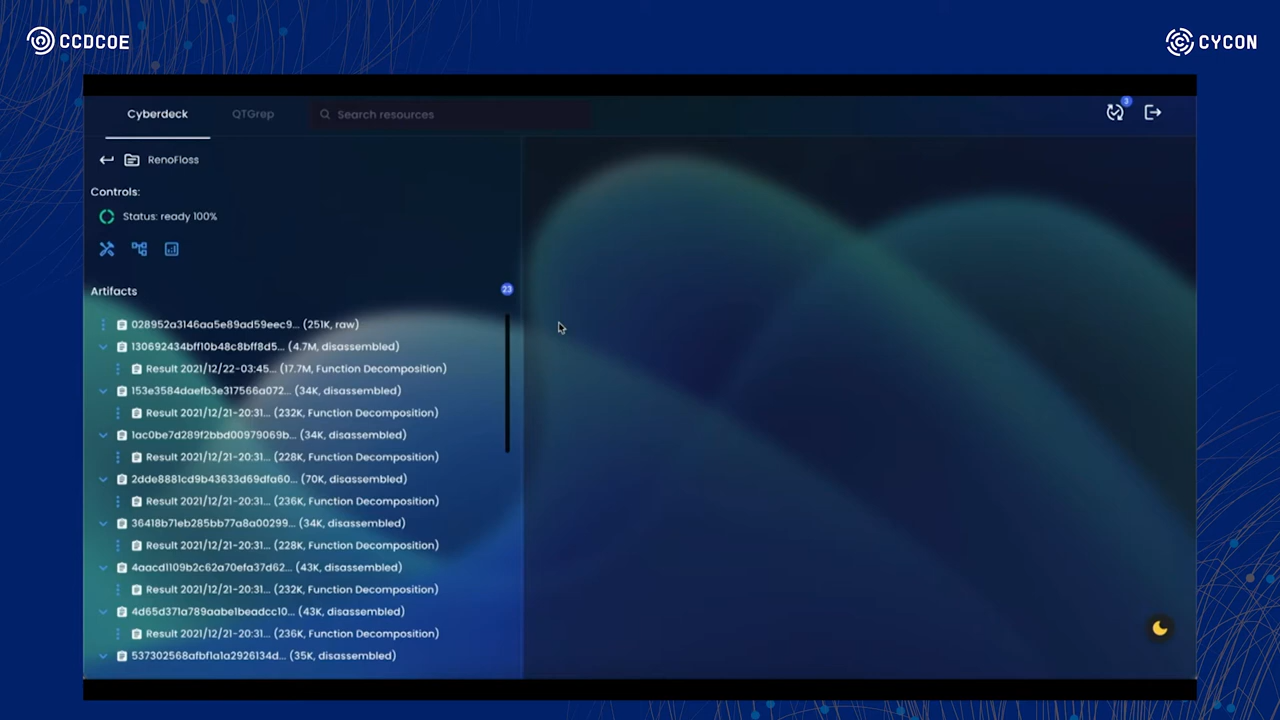 CCDCOE
CYCON
Cyberdeck
QTGrep
Search resources
3
RenoFloss
Controls:
Status: ready 100%
Artifacts
23
028952a3146aa5e89ad59eec9... (251K, raw)
130692434bff10b48c8bff8d5... (4.7M, disassembled)
Result 2021/12/22-03:45... (17.7M, Function Decomposition)
153e3584daefb3e317566a072... (34K, disassembled)
Result 2021/12/21-20:31... (232K, Function Decomposition)
1ac0be7d289f2bbd00979069b... (34K, disassembled)
Result 2021/12/21-20:31... (228K, Function Decomposition)
2dde8881cd9b43633d69dfa60... (70K, disassembled)
Result 2021/12/21-20:31... (236K, Function Decomposition)
36418b71eb285bb77a8a00299... (34K, disassembled)
Result 2021/12/21-20:31... (228K, Function Decomposition)
4aacd1109b2c62a70efa37d62... (43K, disassembled)
Result 2021/12/21-20:31... (232K, Function Decomposition)
4d65d371a789aabe1beadcc10... (43K, disassembled)
Result 2021/12/21-20:31... (236K, Function Decomposition)
537302568afbf1a1a2926134d... (35K, disassembled)